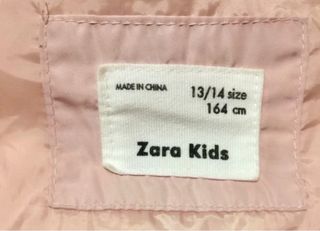 MADE IN CHINA 13/14 size
164 cm
Zara Kids